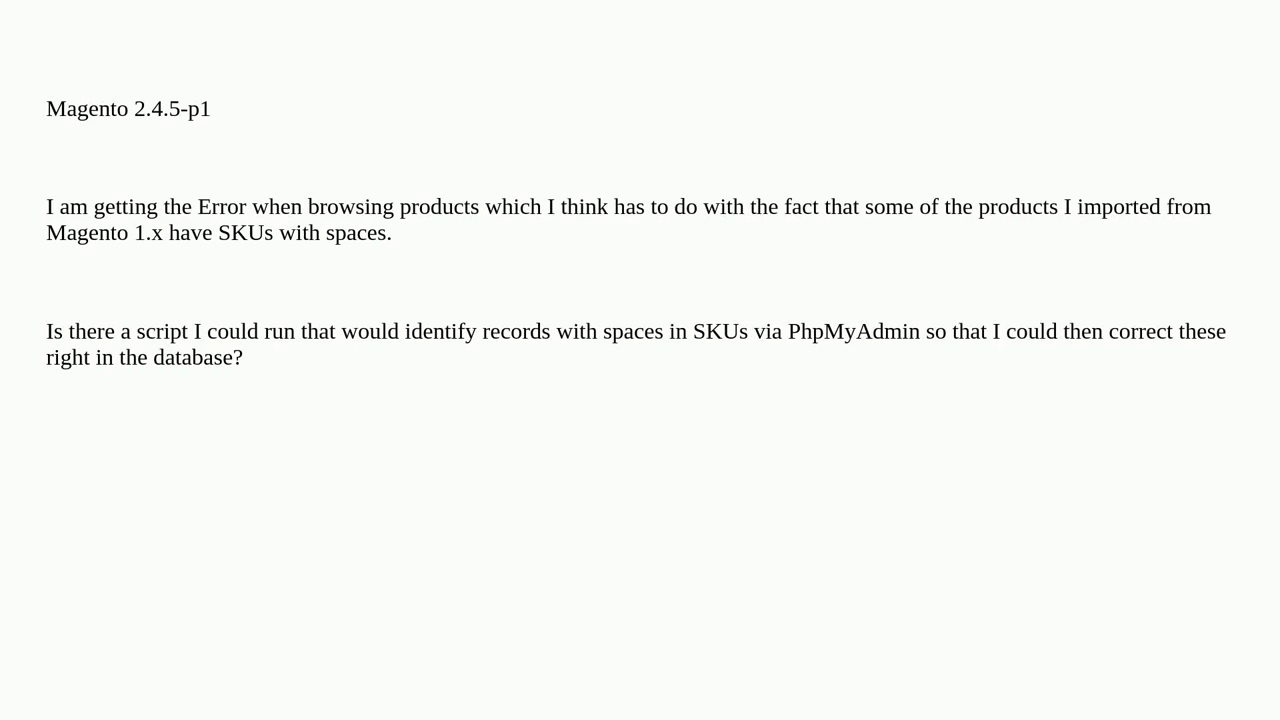 Magento 2.4.5-p1
I am getting the Error when browsing products which I think has to do with the fact that some of the products I imported from
Magento 1.x have SKUs with spaces.
Is there a script I could run that would identify records with spaces in SKUs via PhpMyAdmin so that I could then correct these
right in the database?